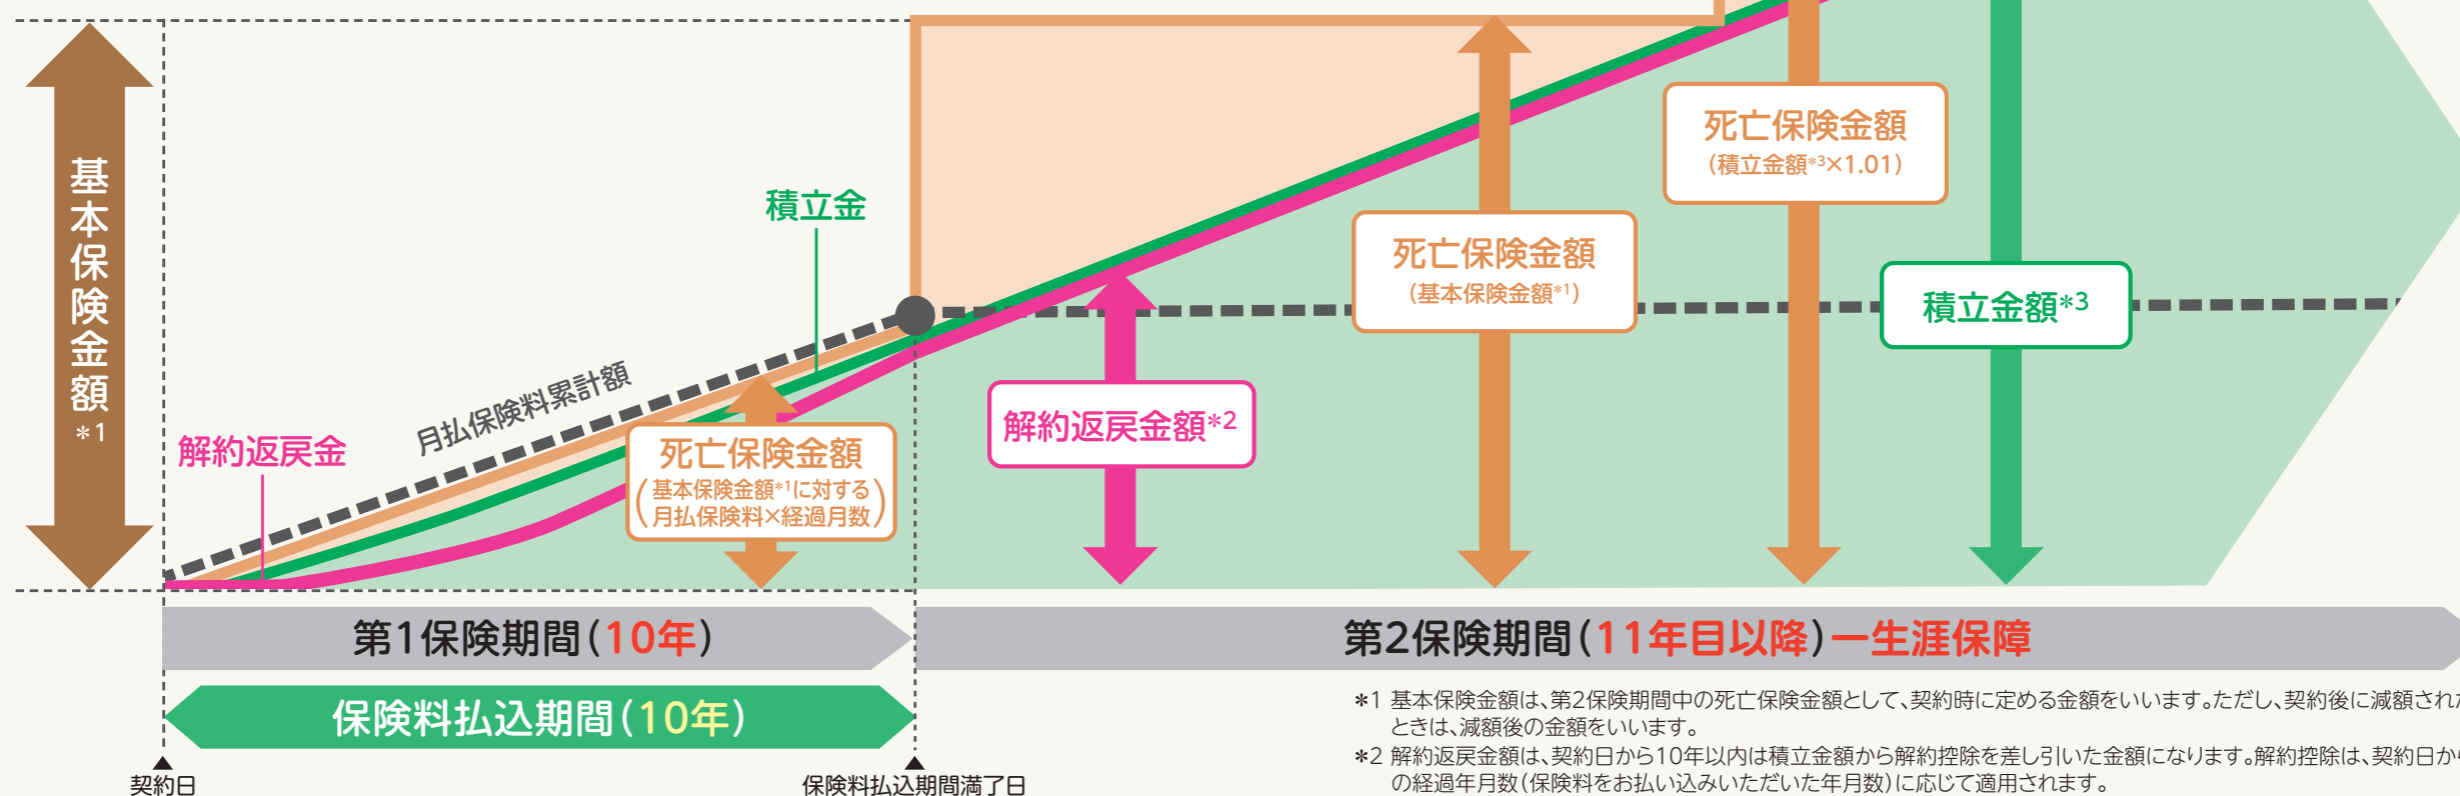 基本保険金額
*1
死亡保険金額
(積立金額*3×1.01)
積立金
死亡保険金額
(基本保険金額*1)
積立金額*3
月払保険料累計額
解約返戻金額*2
解約返戻金
死亡保険金額
(基本保険金額*1に対する
月払保険料×経過月数)
第1保険期間(10年)
第2保険期間(11年目以降)一生涯保障
保険料払込期間(10年)
契約日
保険料払込期間満了日
*1 基本保険金額は、第2保険期間中の死亡保険金額として、契約時に定める金額をいいます。ただし、契約後に減額された
ときは、減額後の金額をいいます。
*2 解約返戻金額は、契約日から10年以内は積立金額から解約控除を差し引いた金額になります。解約控除は、契約日から
の経過年月数(保険料をお払い込みいただいた年月数)に応じて適用されます。